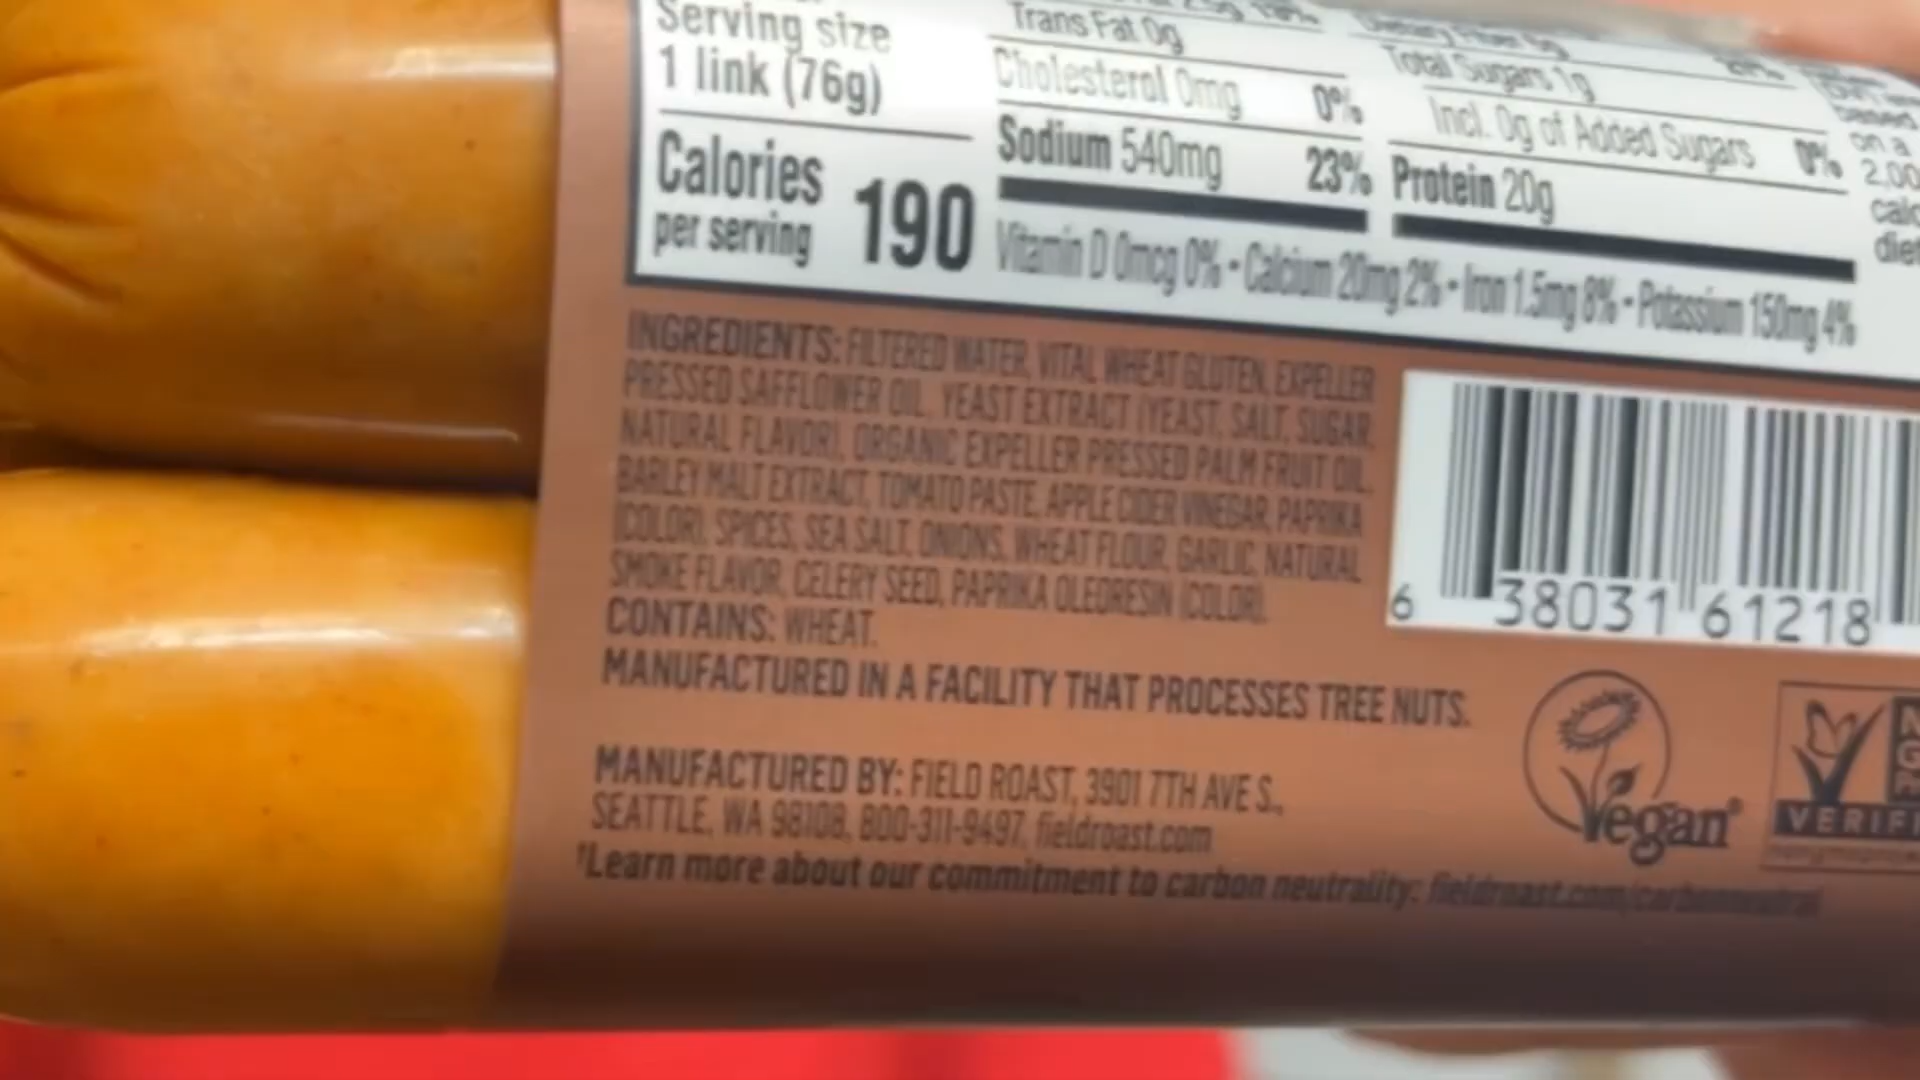 Serving size
1 link (76g)
Calories
per serving 190
Trans Fat 0g
Cholesterol 0mg 0%
Sodium 540mg 23%
Total Sugars 1g
Incl. 0g of Added Sugars 0%
Protein 20g
Vitamin D 0mcg 0% • Calcium 20mg 2% • Iron 1.5mg 8% • Potassium 150mg 4%
on a
INGREDIENTS: FILTERED WATER, VITAL WHEAT GLUTEN, EXPELLER
PRESSED SAFFLOWER OIL, YEAST EXTRACT (YEAST, SALT, SUGAR,
NATURAL FLAVOR), ORGANIC EXPELLER PRESSED PALM FRUIT OIL,
BARLEY MALT EXTRACT, TOMATO PASTE, APPLE CIDER VINEGAR, PAPRIKA
(COLOR), SPICES, SEA SALT, ONIONS, WHEAT FLOUR, GARLIC, NATURAL
SMOKE FLAVOR, CELERY SEED, PAPRIKA OLEORESIN (COLOR).
CONTAINS: WHEAT.
MANUFACTURED IN A FACILITY THAT PROCESSES TREE NUTS.
6 38031 61218
MANUFACTURED BY: FIELD ROAST, 3901 7TH AVE S.,
SEATTLE, WA 98108, 800-311-9497, fieldroast.com
†Learn more about our commitment to carbon neutrality: fieldroast.com/carbonneutral
Vegan
VERIFI